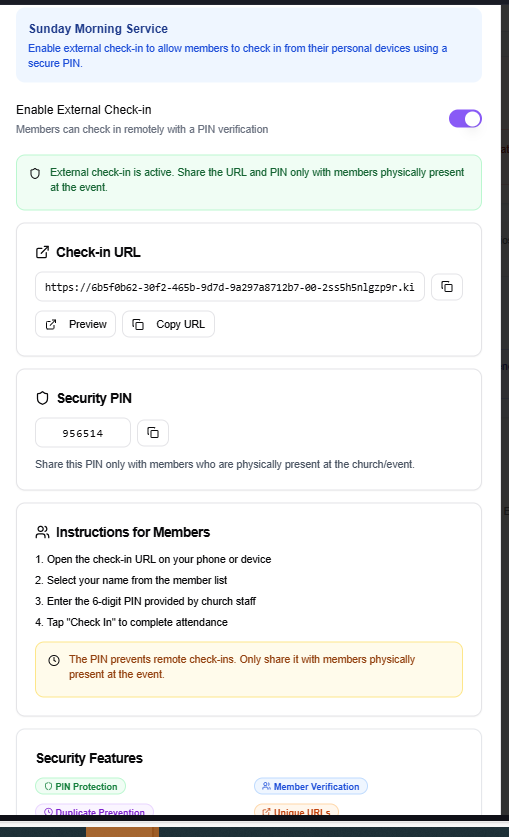 Sunday Morning Service
Enable external check-in to allow members to check in from their personal devices using a
secure PIN.
Enable External Check-in
Members can check in remotely with a PIN verification
External check-in is active. Share the URL and PIN only with members physically present
at the event.
Check-in URL
https://6b5f0b62-30f2-465b-9d7d-9a297a8712b7-00-2ss5h5nlgzp9r.ki
Preview
Copy URL
Security PIN
956514
Share this PIN only with members who are physically present at the church/event.
Instructions for Members
1. Open the check-in URL on your phone or device
2. Select your name from the member list
3. Enter the 6-digit PIN provided by church staff
4. Tap "Check In" to complete attendance
The PIN prevents remote check-ins. Only share it with members physically
present at the event.
Security Features
PIN Protection
Member Verification
Duplicate Prevention
Unique URLs